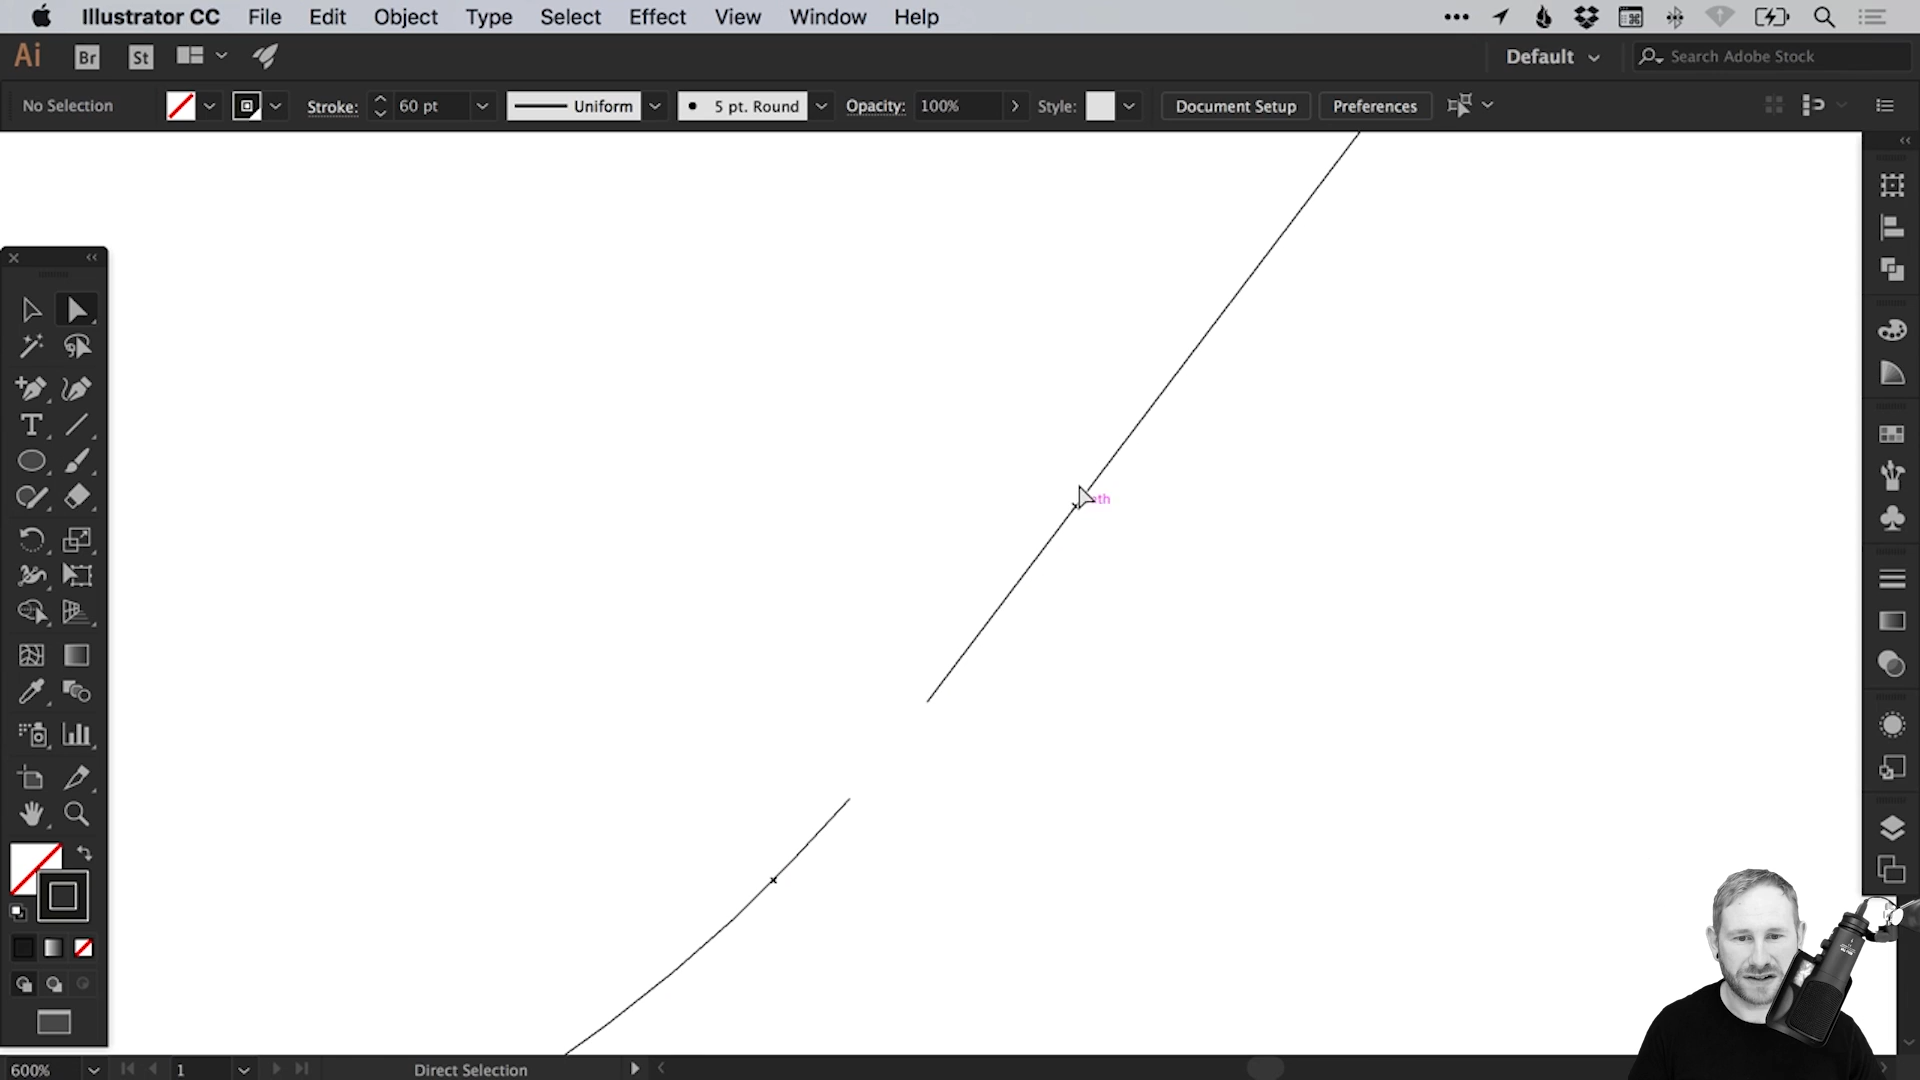 Illustrator CC File Edit Object Type Select Effect View Window Help
Ai Br St Default Search Adobe Stock
No Selection Stroke: 60 pt Uniform 5 pt. Round Opacity: 100% Style: Document Setup Preferences
600% 1 Direct Selection